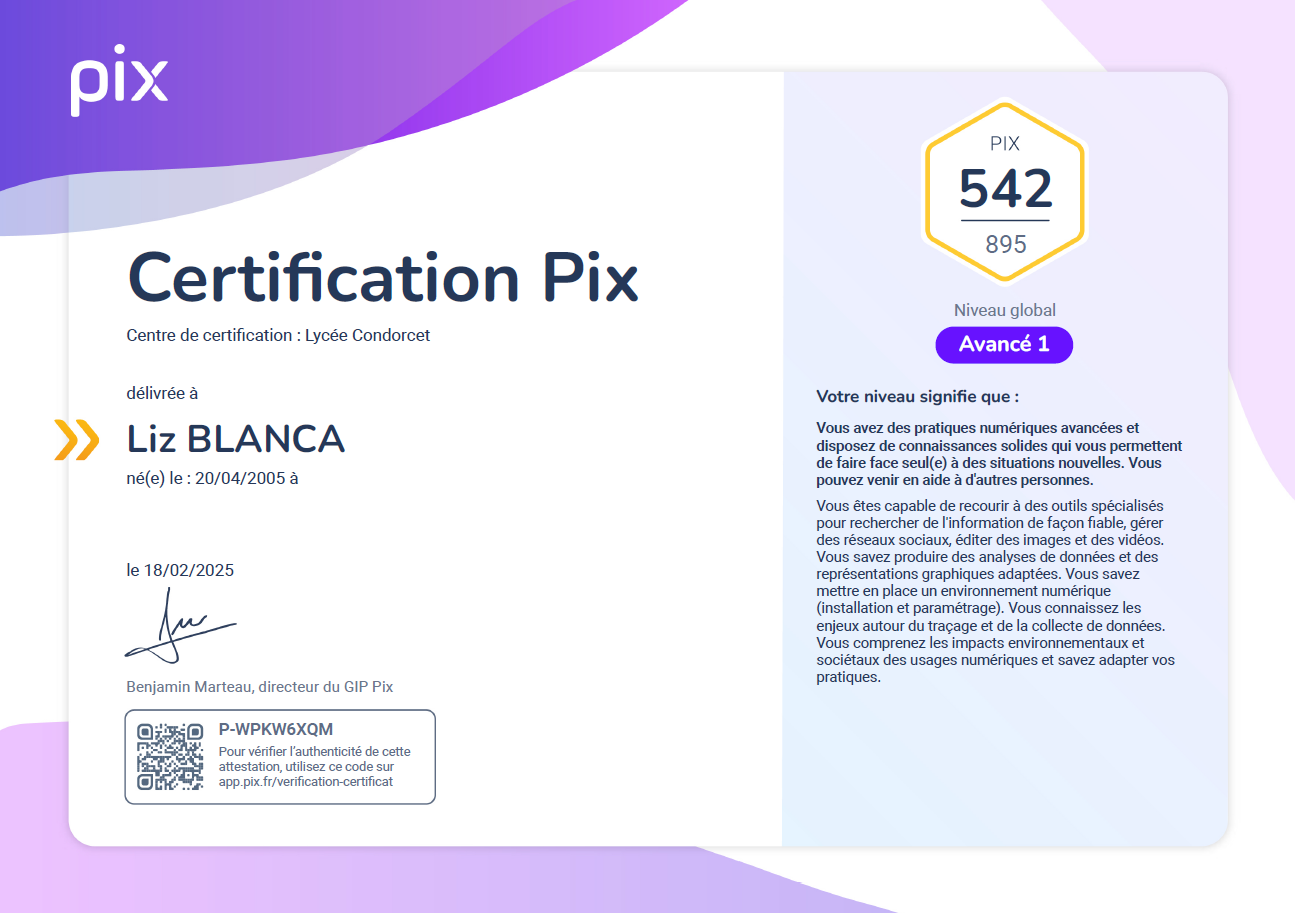 pix
Certification Pix
Centre de certification : Lycée Condorcet
délivrée à
Liz BLANCA
né(e) le : 20/04/2005 à
le 18/02/2025
Benjamin Marteau, directeur du GIP Pix
P-WPKW6XQM
Pour vérifier l'authenticité de cette
attestation, utilisez ce code sur
app.pix.fr/verification-certificat
PIX
542
895
Niveau global
Avancé 1
Votre niveau signifie que :
Vous avez des pratiques numériques avancées et
disposez de connaissances solides qui vous permettent
de faire face seul(e) à des situations nouvelles. Vous
pouvez venir en aide à d'autres personnes.
Vous êtes capable de recourir à des outils spécialisés
pour rechercher de l'information de façon fiable, gérer
des réseaux sociaux, éditer des images et des vidéos.
Vous savez produire des analyses de données et des
représentations graphiques adaptées. Vous savez
mettre en place un environnement numérique
(installation et paramétrage). Vous connaissez les
enjeux autour du traçage et de la collecte de données.
Vous comprenez les impacts environnementaux et
sociétaux des usages numériques et savez adapter vos
pratiques.